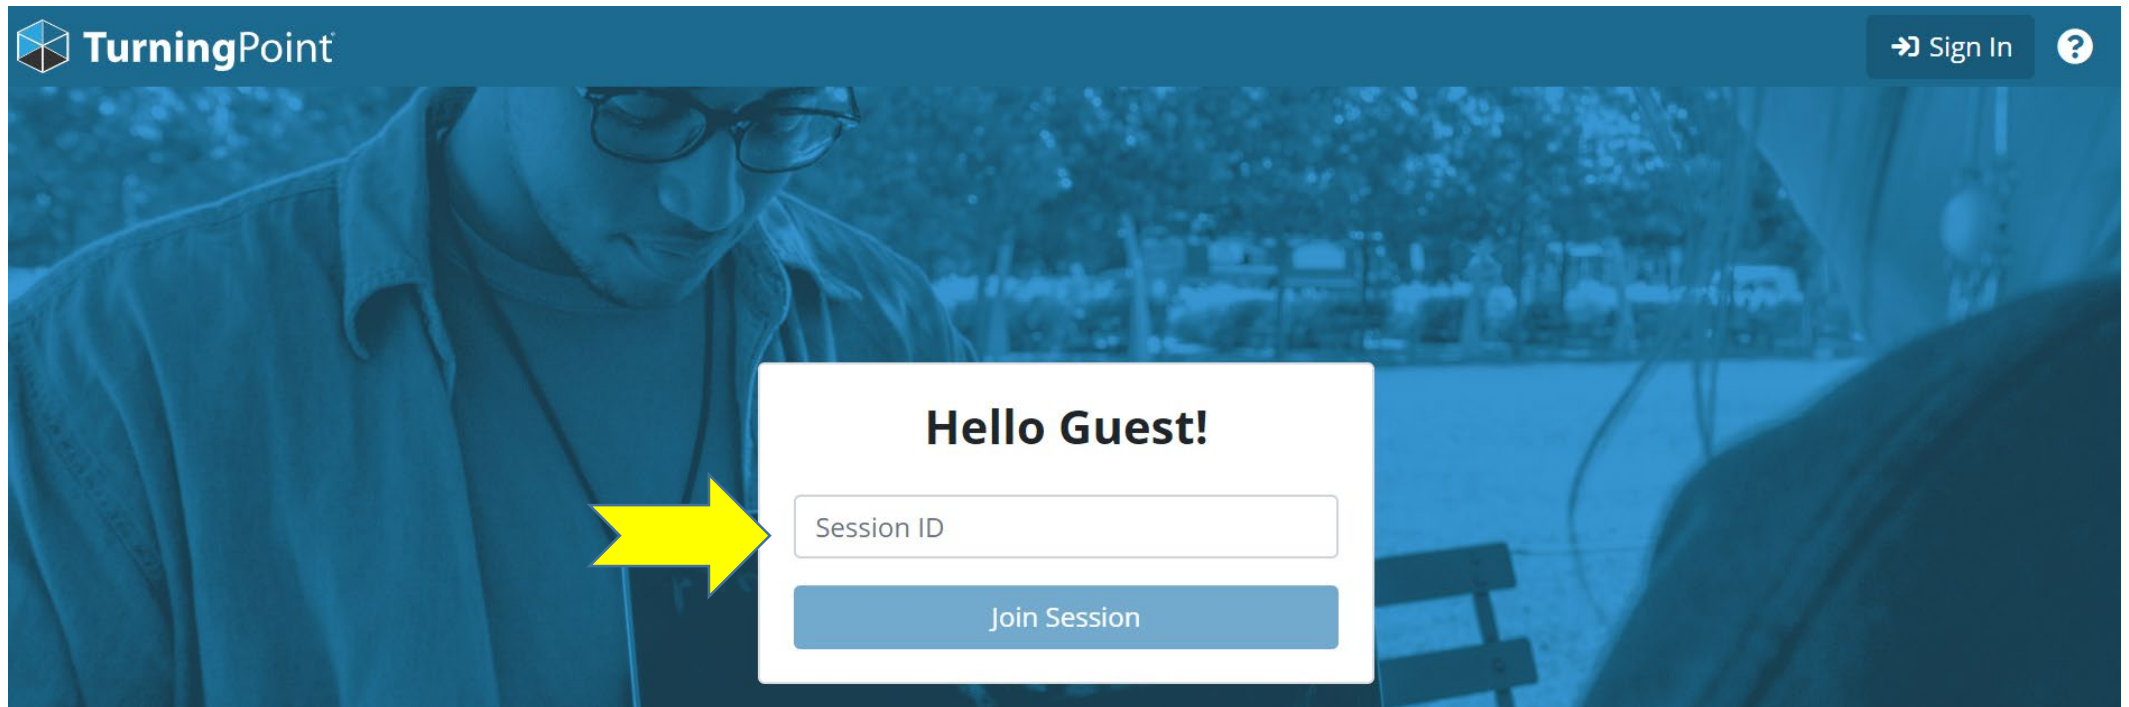 TurningPoint
Sign In
Hello Guest!
Session ID
Join Session